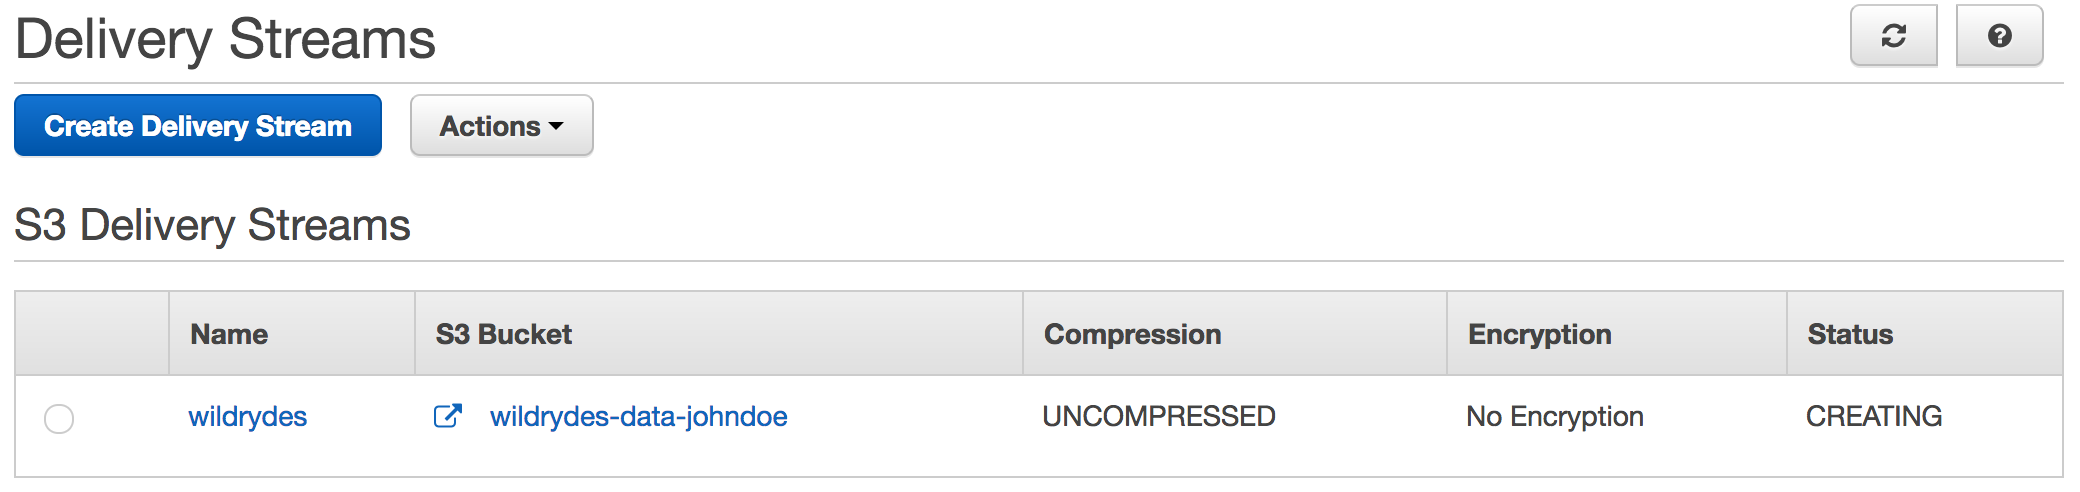 Delivery Streams
Create Delivery Stream Actions
S3 Delivery Streams
Name S3 Bucket Compression Encryption Status
wildrydes wildrydes-data-johndoe UNCOMPRESSED No Encryption CREATING